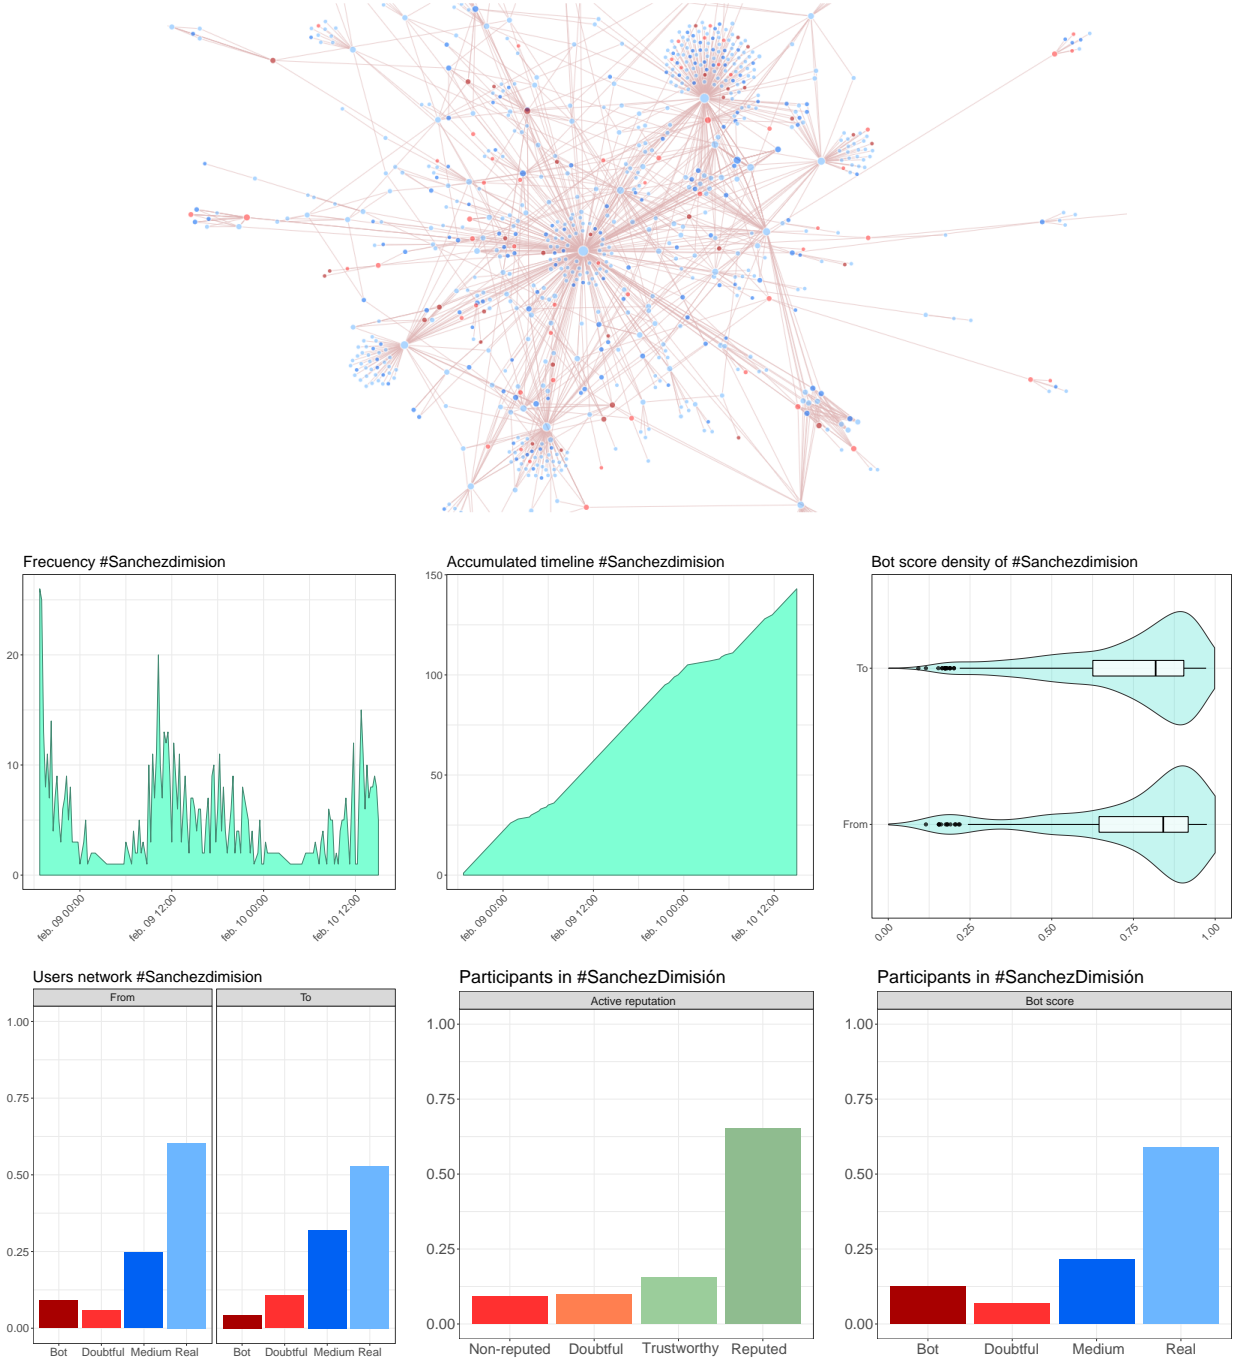 Frecuency #Sanchezdimision
20
10
0
feb. 09 00:00
feb. 09 12:00
feb. 10 00:00
feb. 10 12:00
Accumulated timeline #Sanchezdimision
150
100
50
0
feb. 09 00:00
feb. 09 12:00
feb. 10 00:00
feb. 10 12:00
Bot score density of #Sanchezdimision
To
From
0.00
0.25
0.50
0.75
1.00
Users network #Sanchezdimision
From
To
1.00
0.75
0.50
0.25
0.00
Bot Doubtful Medium Real
Bot Doubtful Medium Real
Participants in #SanchezDimisión
Active reputation
1.00
0.75
0.50
0.25
0.00
Non-reputed Doubtful Trustworthy Reputed
Participants in #SanchezDimisión
Bot score
1.00
0.75
0.50
0.25
0.00
Bot Doubtful Medium Real